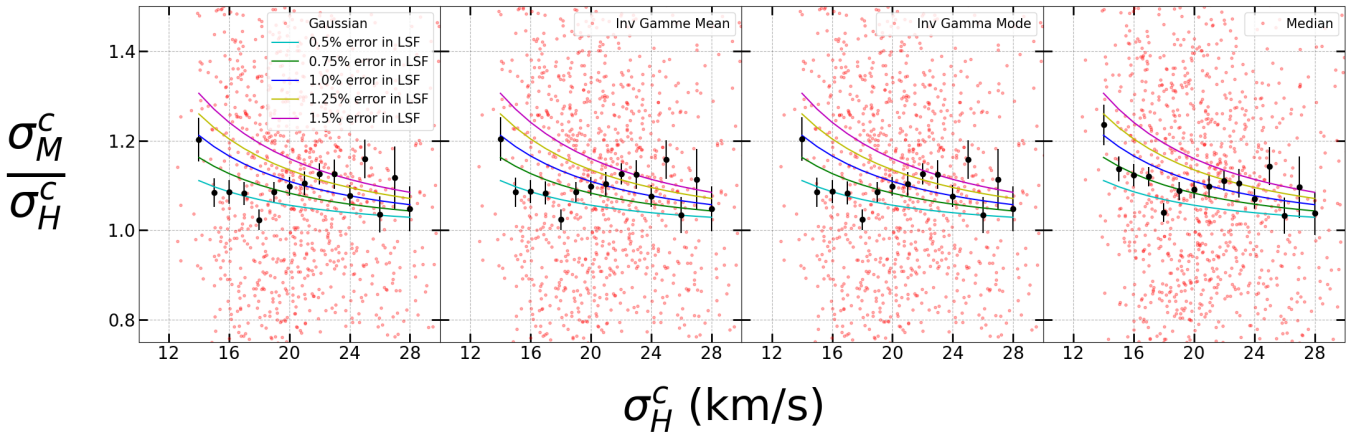 Gaussian
0.5% error in LSF
0.75% error in LSF
1.0% error in LSF
1.25% error in LSF
1.5% error in LSF
Inv Gamme Mean
Inv Gamma Mode
Median
1.4
1.2
1.0
0.8
σ_M^c
σ_H^c
12 16 20 24 28 12 16 20 24 28 12 16 20 24 28 12 16 20 24 28
σ_H^c (km/s)